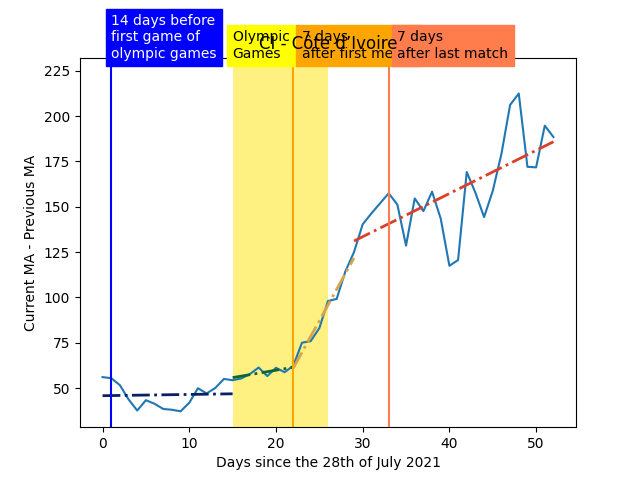 14 days before
first game of
olympic games
Olympic
Games
7 days
after first me
7 days
after last match
CI - Côte d'Ivoire
225
200
175
150
125
100
75
50
Current MA - Previous MA
0 10 20 30 40 50
Days since the 28th of July 2021